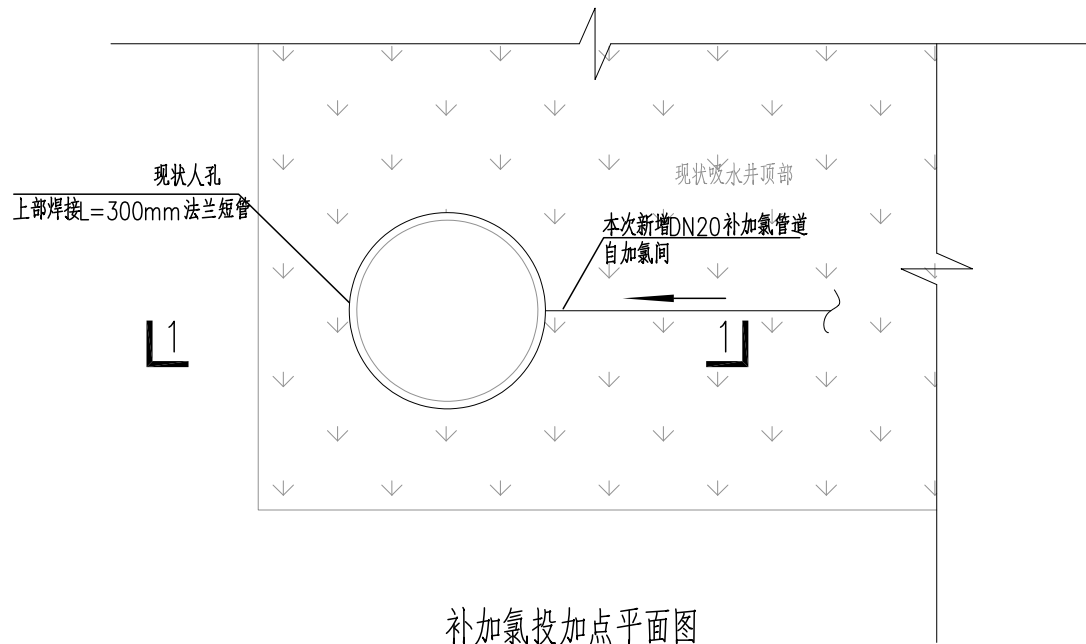 现状人孔
上部焊接L=300mm法兰短管
现状吸水井顶部
本次新增DN20补加氯管道
自加氯间
1
1
补加氯投加点平面图